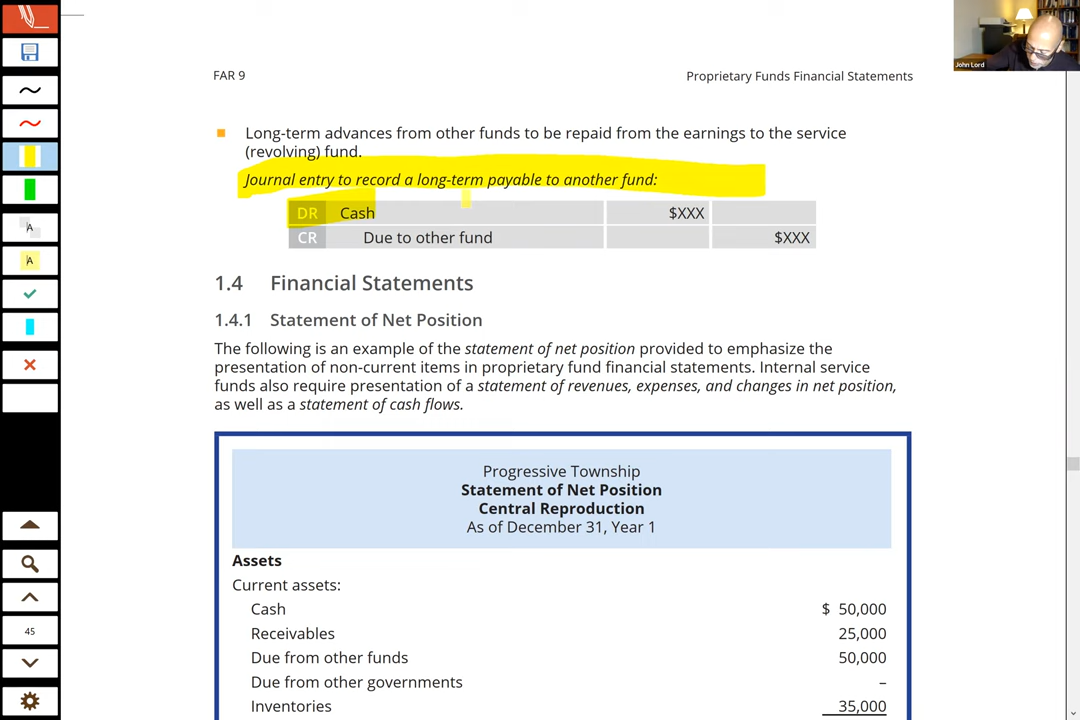 John Lord
FAR 9
Proprietary Funds Financial Statements
Long-term advances from other funds to be repaid from the earnings to the service
(revolving) fund.
Journal entry to record a long-term payable to another fund:
DR Cash $XXX
CR Due to other fund $XXX
1.4 Financial Statements
1.4.1 Statement of Net Position
The following is an example of the statement of net position provided to emphasize the
presentation of non-current items in proprietary fund financial statements. Internal service
funds also require presentation of a statement of revenues, expenses, and changes in net position,
as well as a statement of cash flows.
Progressive Township
Statement of Net Position
Central Reproduction
As of December 31, Year 1
Assets
Current assets:
Cash $ 50,000
Receivables 25,000
Due from other funds 50,000
Due from other governments –
Inventories 35,000
A
A
45